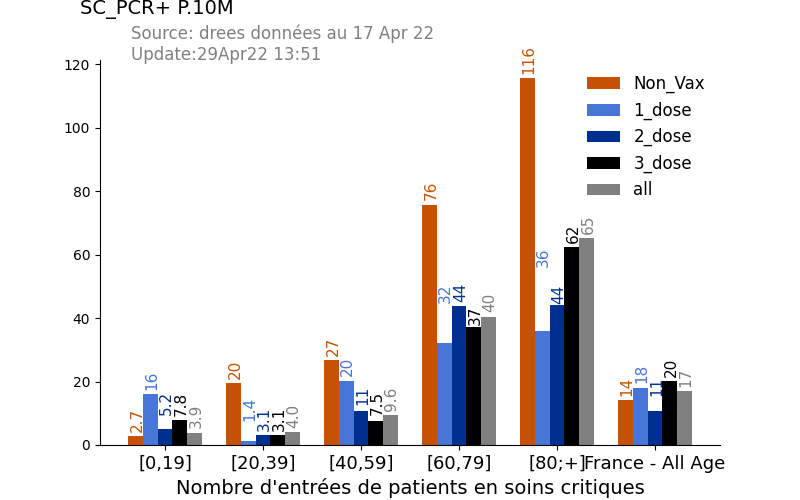 SC_PCR+ P.10M
Source: drees données au 17 Apr 22
Update:29Apr22 13:51
120
100
80
60
40
20
0
Non_Vax
1_dose
2_dose
3_dose
all
2.7 16 5.2 7.8 3.9
20 1.4 3.1 3.1 4.0
27 20 11 7.5 9.6
76 32 44 37 40
116 36 44 62 65
14 18 11 20 17
[0,19] [20,39] [40,59] [60,79] [80;+] France - All Age
Nombre d'entrées de patients en soins critiques